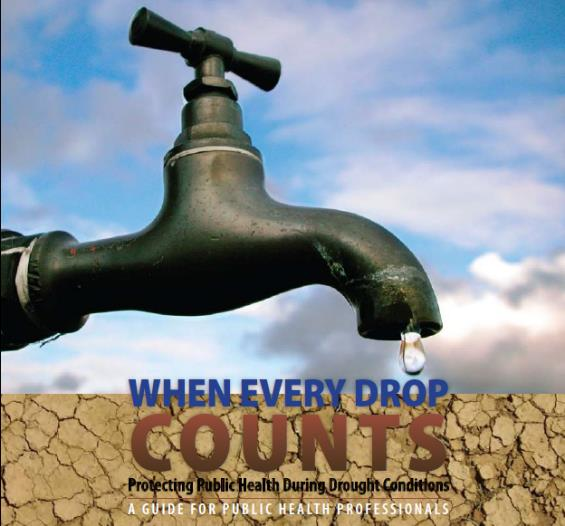 WHEN EVERY DROP
COUNTS
Protecting Public Health During Drought Conditions
A GUIDE FOR PUBLIC HEALTH PROFESSIONALS